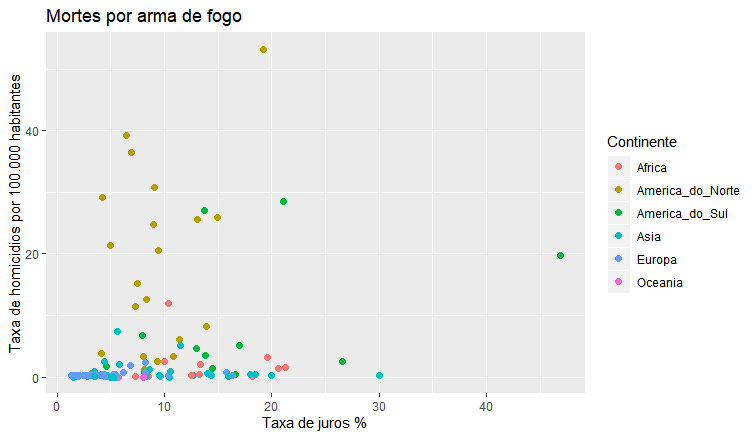 Mortes por arma de fogo
Taxa de homicidios por 100.000 habitantes
40
20
0
0 10 20 30 40
Taxa de juros %
Continente
Africa
America_do_Norte
America_do_Sul
Asia
Europa
Oceania